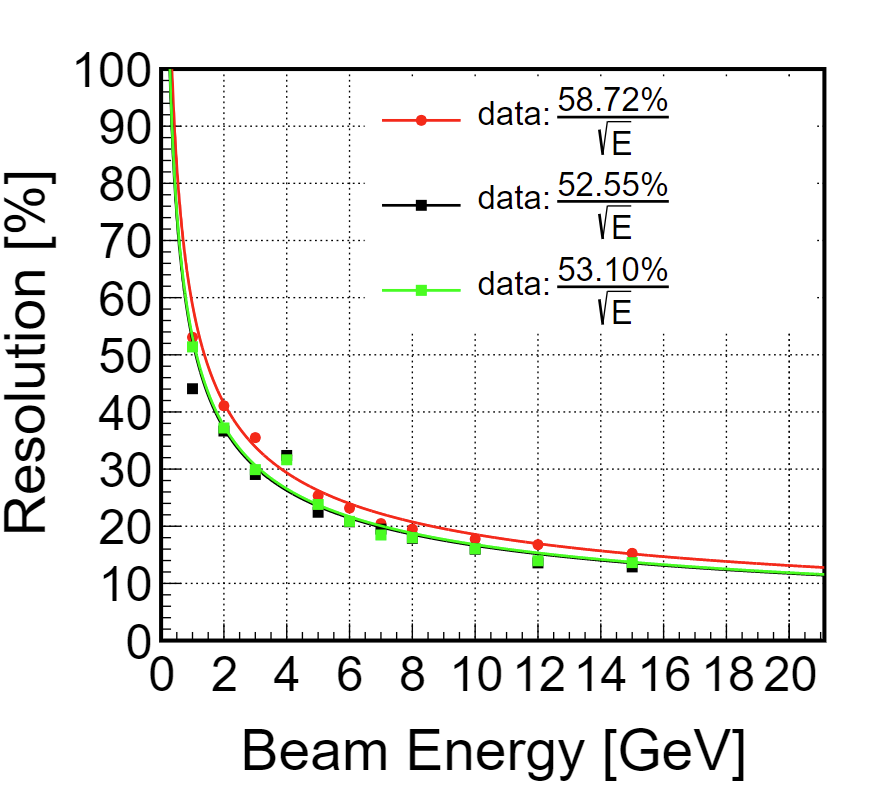 Resolution [%]
100
90
80
70
60
50
40
30
20
10
0
data: 58.72%
√E
data: 52.55%
√E
data: 53.10%
√E
0 2 4 6 8 10 12 14 16 18 20
Beam Energy [GeV]